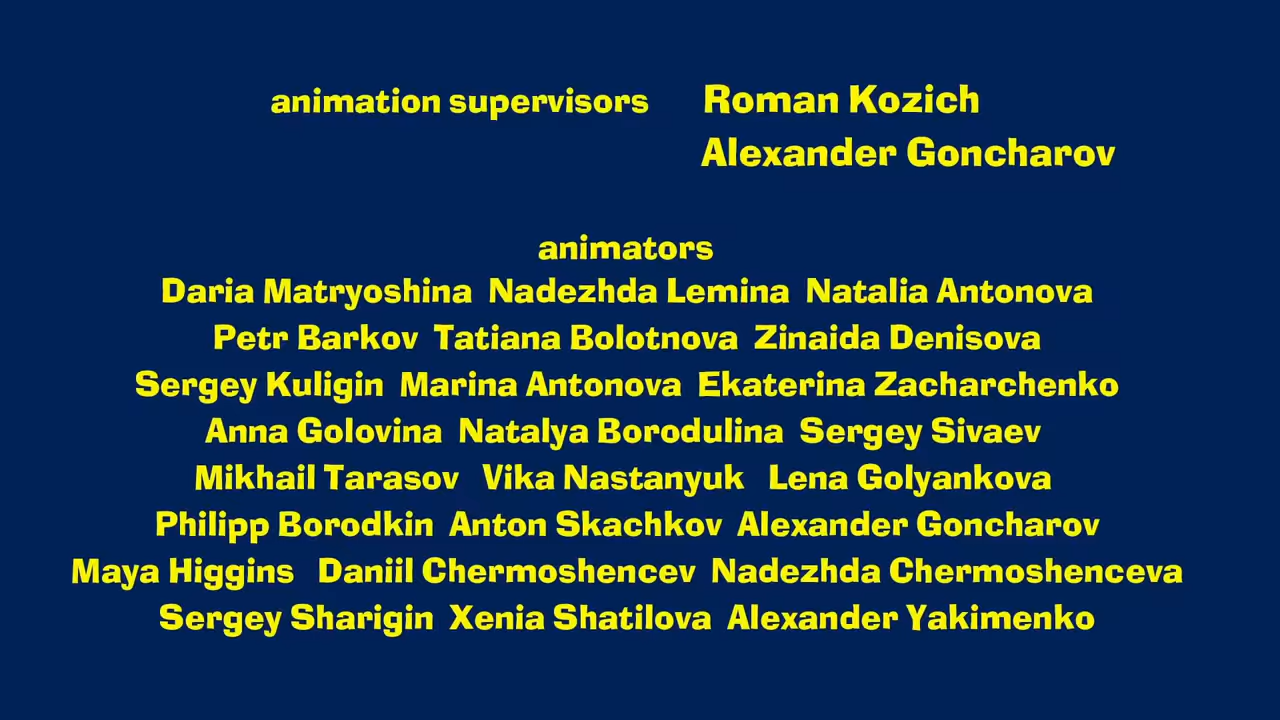 animation supervisors Roman Kozich
Alexander Goncharov
animators
Daria Matryoshina Nadezhda Lemina Natalia Antonova
Petr Barkov Tatiana Bolotnova Zinaida Denisova
Sergey Kuligin Marina Antonova Ekaterina Zacharchenko
Anna Golovina Natalya Borodulina Sergey Sivaev
Mikhail Tarasov Vika Nastanyuk Lena Golyankova
Philipp Borodkin Anton Skachkov Alexander Goncharov
Maya Higgins Daniil Chermoshencev Nadezhda Chermoshenceva
Sergey Sharigin Xenia Shatilova Alexander Yakimenko